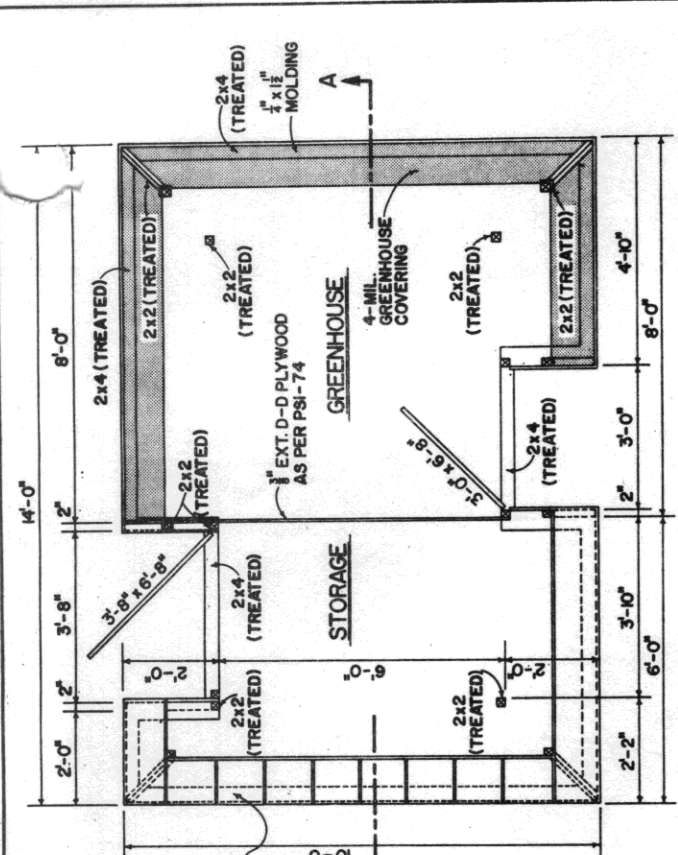 2x4
(TREATED)
1/4" x 1 1/2"
MOLDING
A
2x4 (TREATED)
2x2 (TREATED)
2x2
(TREATED)
4-MIL.
GREENHOUSE
COVERING
2x2
(TREATED)
2x2 (TREATED)
GREENHOUSE
3/8" EXT. D-D PLYWOOD
AS PER PSI-74
3'-0" x 6'-8"
2x4
(TREATED)
2x2
(TREATED)
3'-8" x 6'-8"
2x4
(TREATED)
STORAGE
2x2
(TREATED)
2x2
(TREATED)
14'-0"
8'-0"
2"
3'-8"
2"
2'-0"
2'-0"
6'-0"
2'-0"
4'-10"
8'-0"
3'-0"
2"
3'-10"
6'-0"
2'-2"